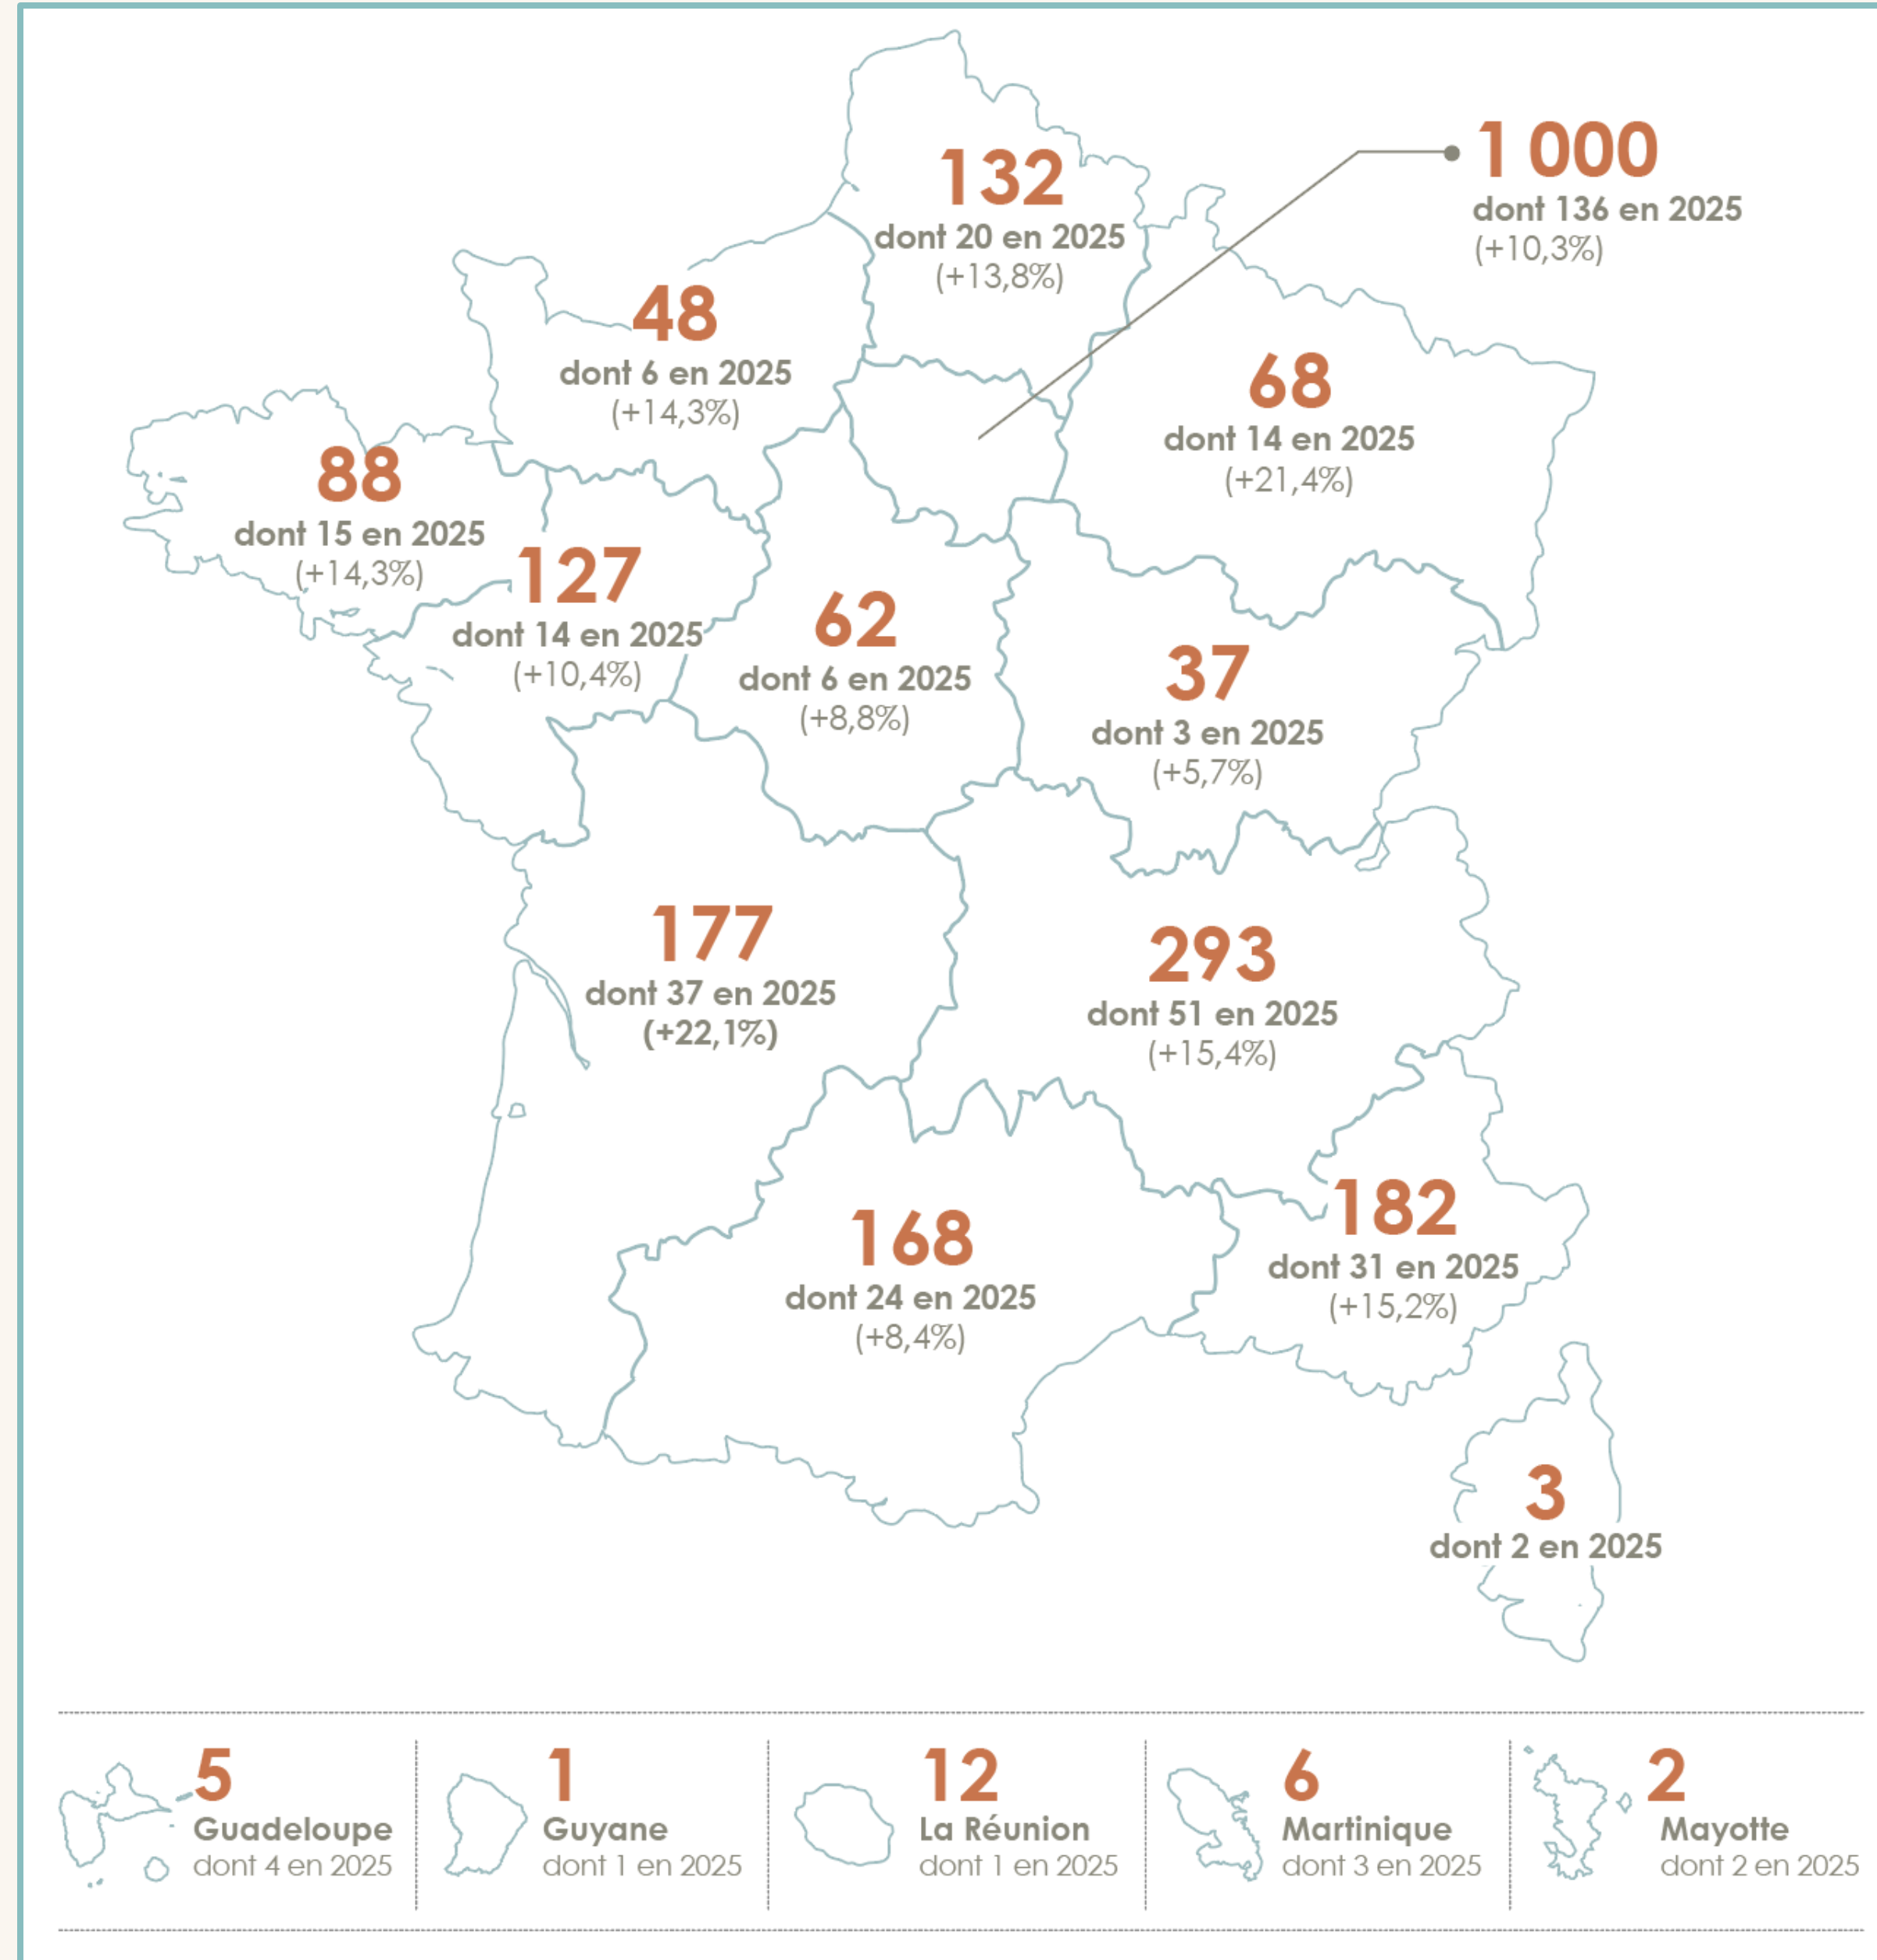 1 000
dont 136 en 2025
(+10,3%)
132
dont 20 en 2025
(+13,8%)
48
dont 6 en 2025
(+14,3%)
68
dont 14 en 2025
(+21,4%)
88
dont 15 en 2025
(+14,3%)
127
dont 14 en 2025
(+10,4%)
62
dont 6 en 2025
(+8,8%)
37
dont 3 en 2025
(+5,7%)
177
dont 37 en 2025
(+22,1%)
293
dont 51 en 2025
(+15,4%)
168
dont 24 en 2025
(+8,4%)
182
dont 31 en 2025
(+15,2%)
3
dont 2 en 2025
5
Guadeloupe
dont 4 en 2025
1
Guyane
dont 1 en 2025
12
La Réunion
dont 1 en 2025
6
Martinique
dont 3 en 2025
2
Mayotte
dont 2 en 2025